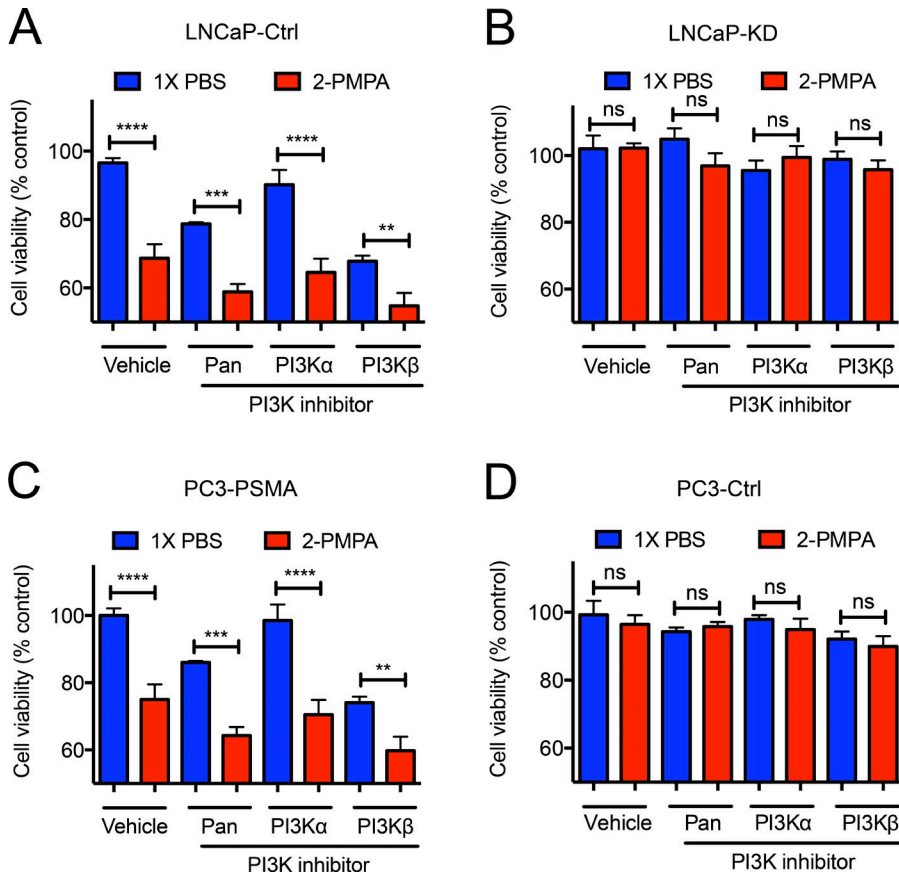 A
LNCaP-Ctrl
1X PBS
2-PMPA
Cell viability (% control)
100
80
60
****
***
****
**
Vehicle
Pan
PI3Kα
PI3Kβ
PI3K inhibitor
B
LNCaP-KD
1X PBS
2-PMPA
Cell viability (% control)
100
80
60
ns
ns
ns
ns
Vehicle
Pan
PI3Kα
PI3Kβ
PI3K inhibitor
C
PC3-PSMA
1X PBS
2-PMPA
Cell viability (% control)
100
80
60
****
***
****
**
Vehicle
Pan
PI3Kα
PI3Kβ
PI3K inhibitor
D
PC3-Ctrl
1X PBS
2-PMPA
Cell viability (% control)
100
80
60
ns
ns
ns
ns
Vehicle
Pan
PI3Kα
PI3Kβ
PI3K inhibitor